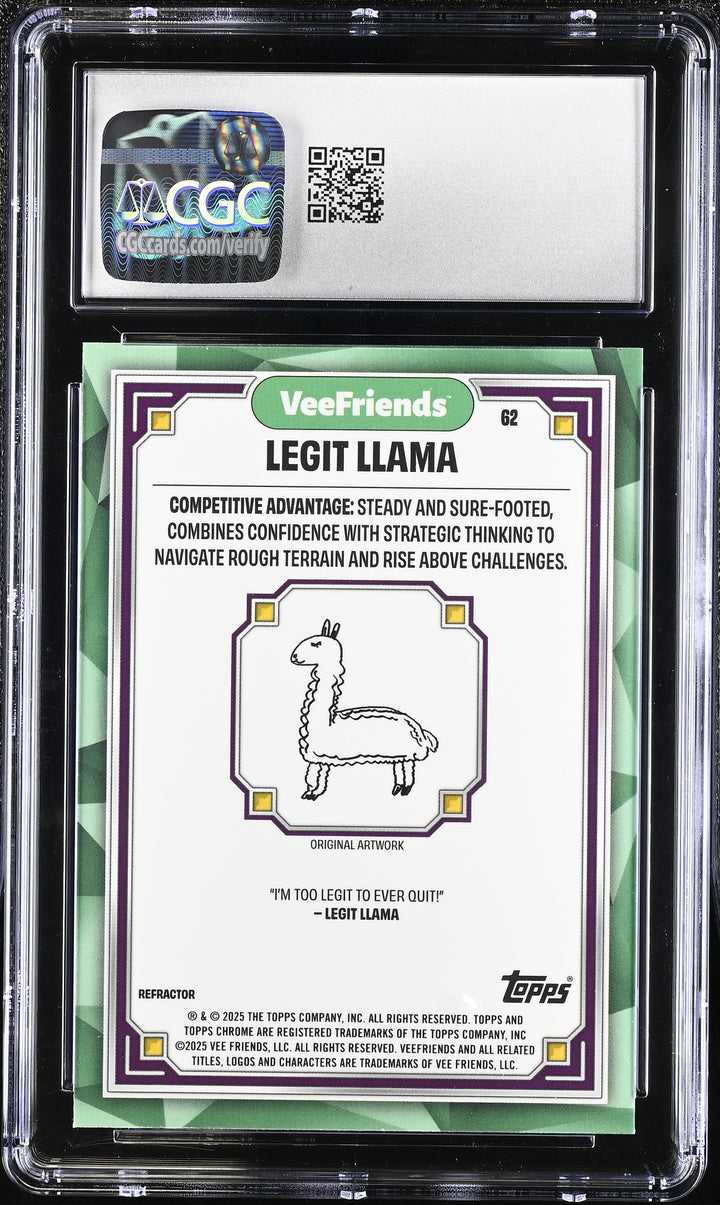 CGC
CGCcards.com/verify
VeeFriends™
62
LEGIT LLAMA
COMPETITIVE ADVANTAGE: STEADY AND SURE-FOOTED,
COMBINES CONFIDENCE WITH STRATEGIC THINKING TO
NAVIGATE ROUGH TERRAIN AND RISE ABOVE CHALLENGES.
ORIGINAL ARTWORK
"I'M TOO LEGIT TO EVER QUIT!"
– LEGIT LLAMA
REFRACTOR
Topps®
® & © 2025 THE TOPPS COMPANY, INC. ALL RIGHTS RESERVED. TOPPS AND
TOPPS CHROME ARE REGISTERED TRADEMARKS OF THE TOPPS COMPANY, INC
©2025 VEE FRIENDS, LLC. ALL RIGHTS RESERVED. VEEFRIENDS AND ALL RELATED
TITLES, LOGOS AND CHARACTERS ARE TRADEMARKS OF VEE FRIENDS, LLC.